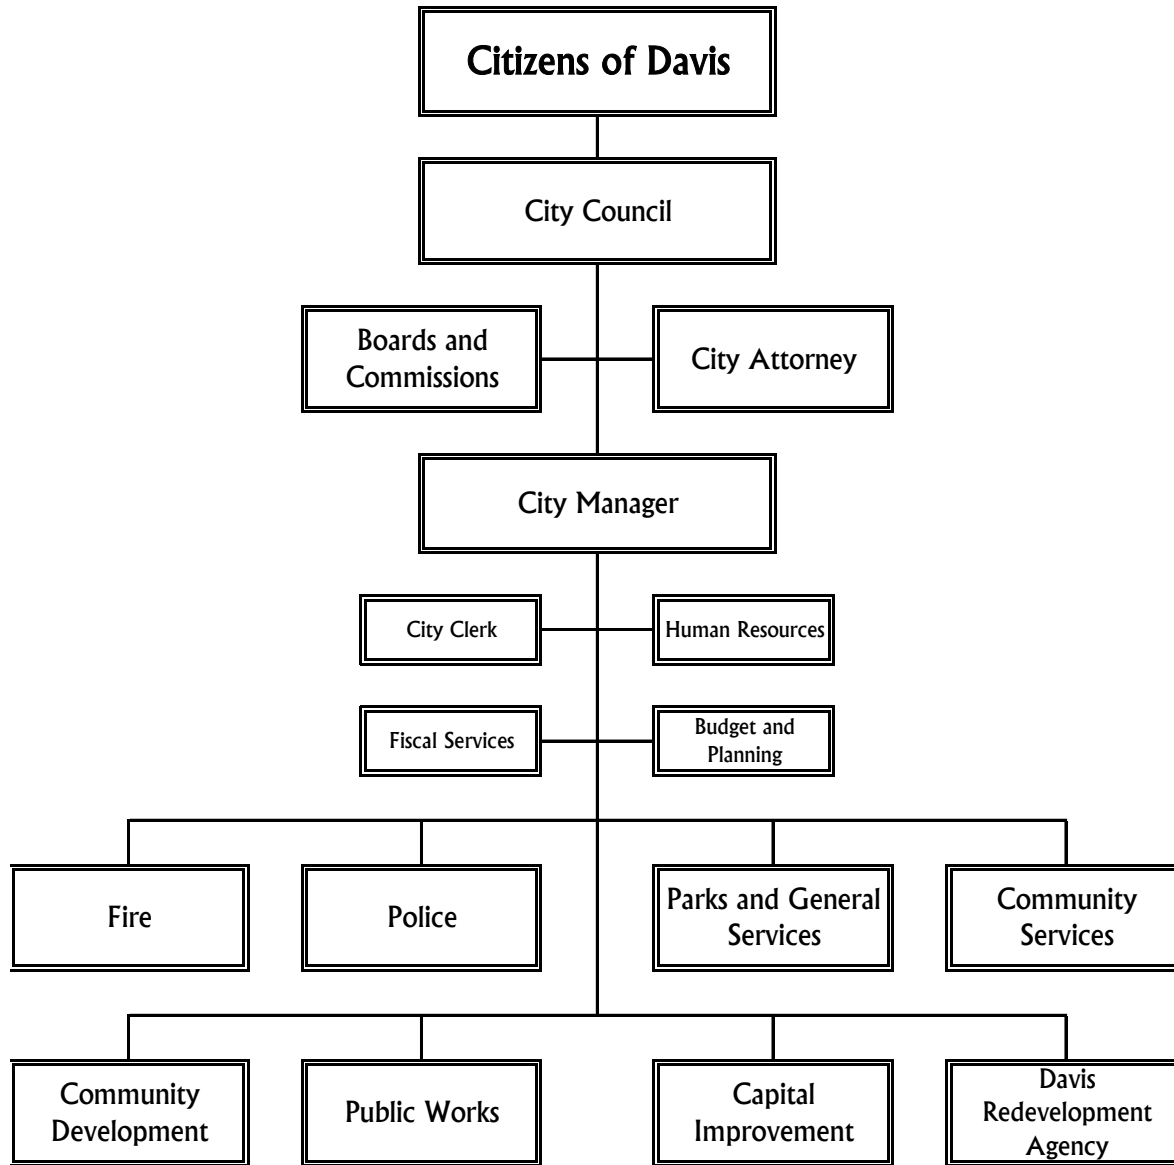 Citizens of Davis
City Council
Boards and
Commissions
City Attorney
City Manager
City Clerk
Human Resources
Fiscal Services
Budget and
Planning
Fire
Police
Parks and General
Services
Community
Services
Community
Development
Public Works
Capital
Improvement
Davis
Redevelopment
Agency